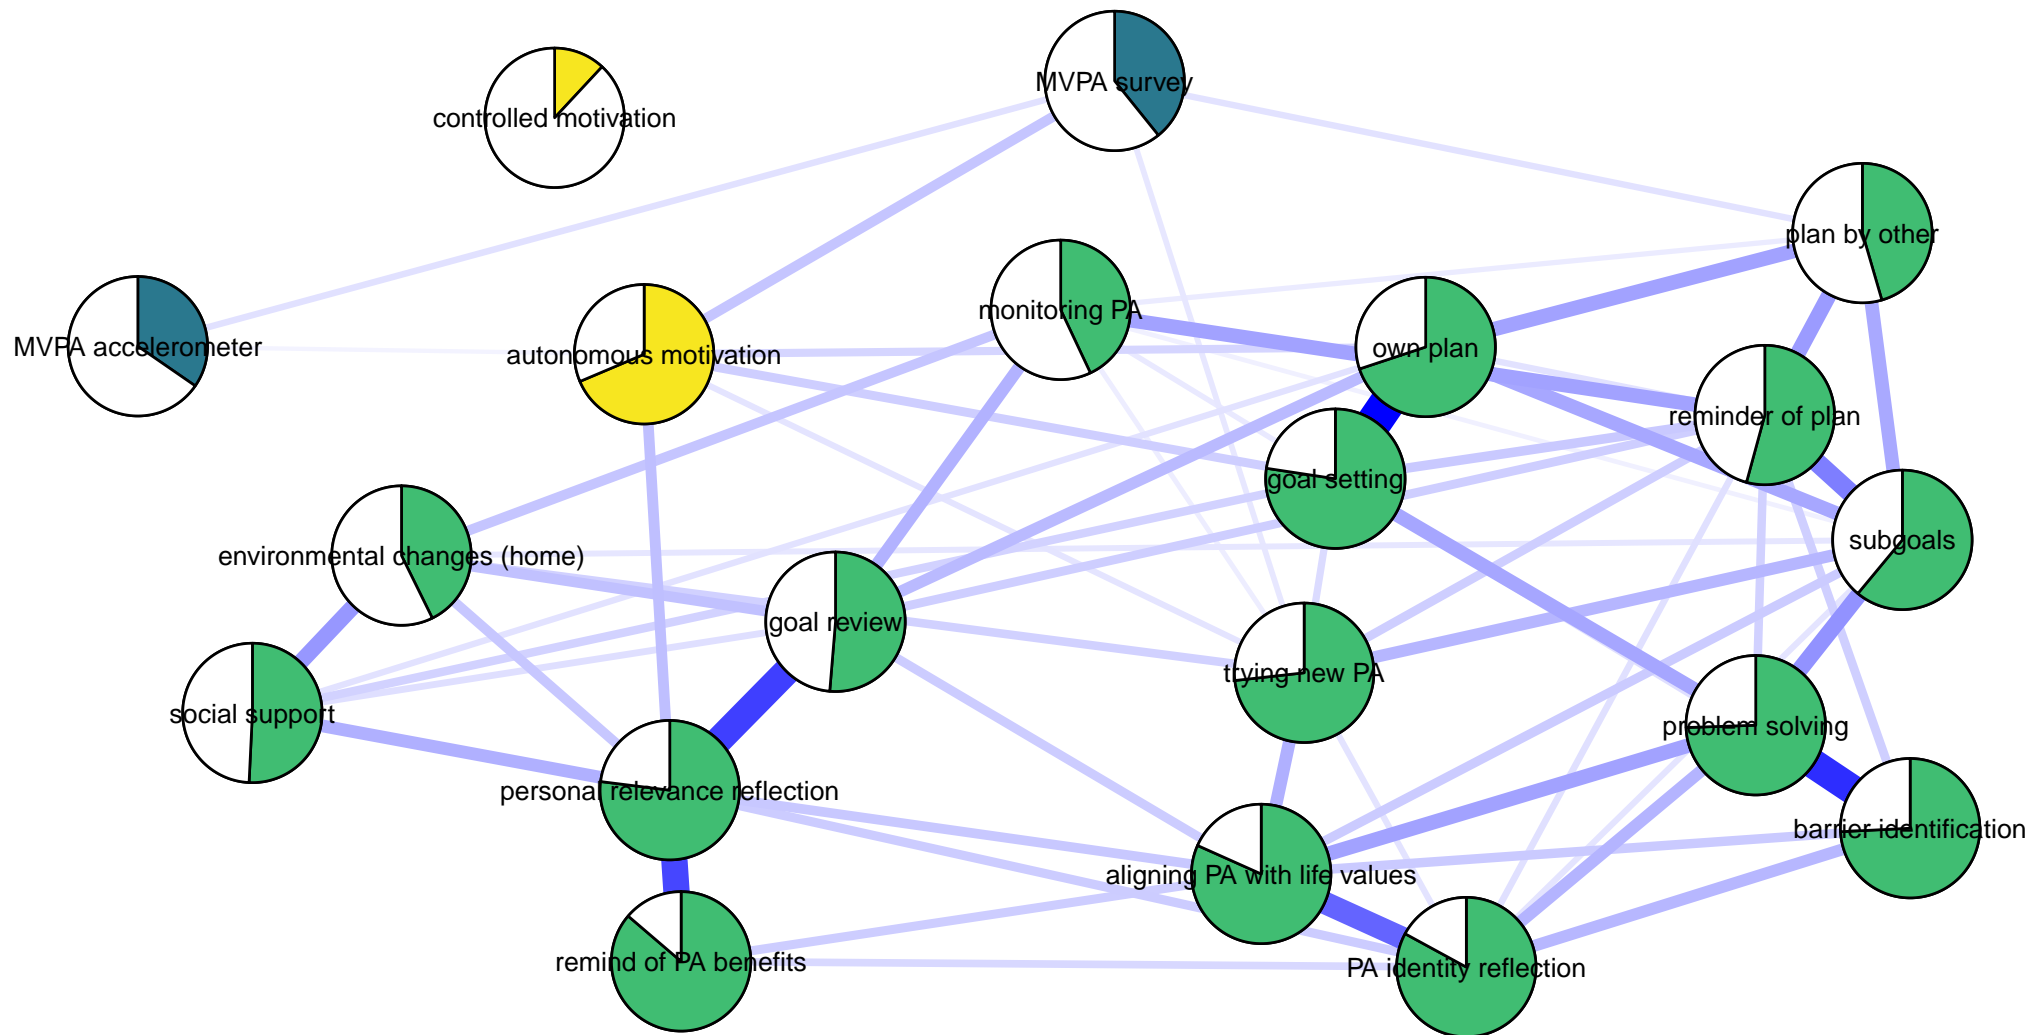 MVPA survey
controlled motivation
plan by other
monitoring PA
MVPA accelerometer
autonomous motivation
own plan
reminder of plan
goal setting
environmental changes (home)
subgoals
goal review
trying new PA
social support
problem solving
personal relevance reflection
barrier identification
aligning PA with life values
remind of PA benefits
PA identity reflection